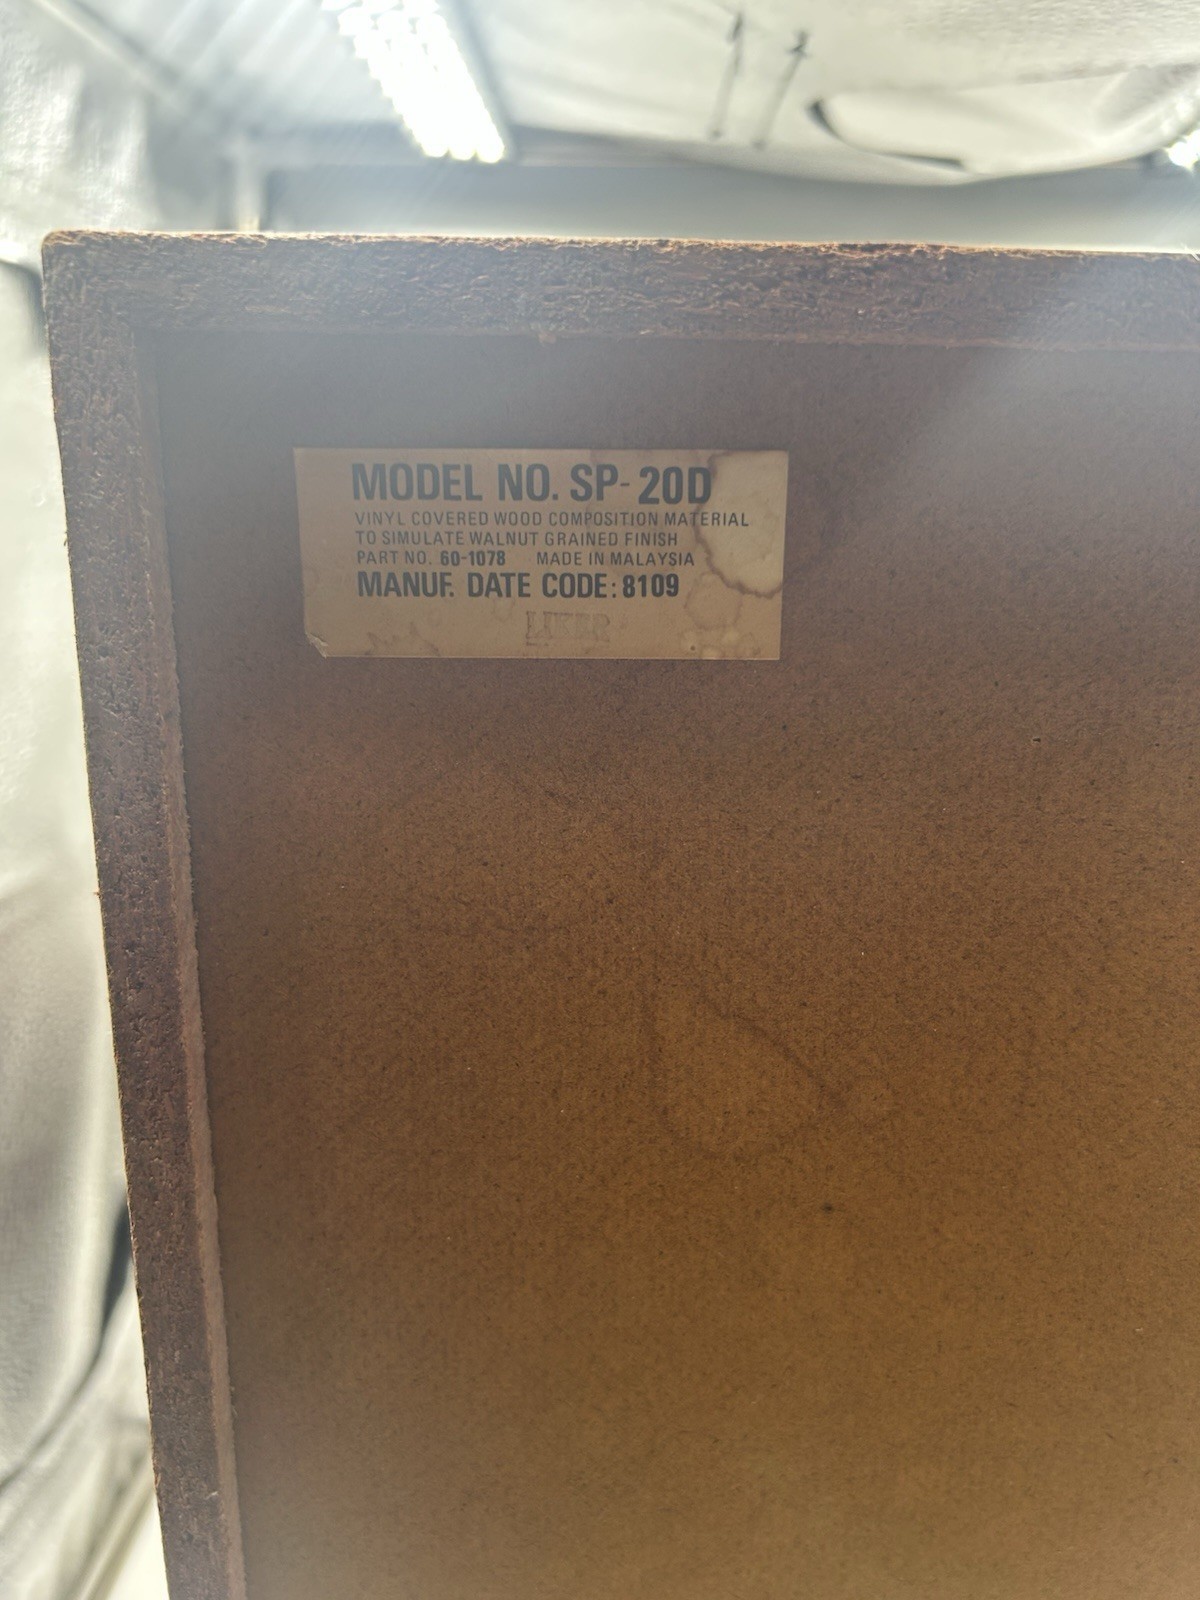 MODEL NO. SP-20D
VINYL COVERED WOOD COMPOSITION MATERIAL
TO SIMULATE WALNUT GRAINED FINISH
PART NO. 60-1078 MADE IN MALAYSIA
MANUF. DATE CODE: 8109